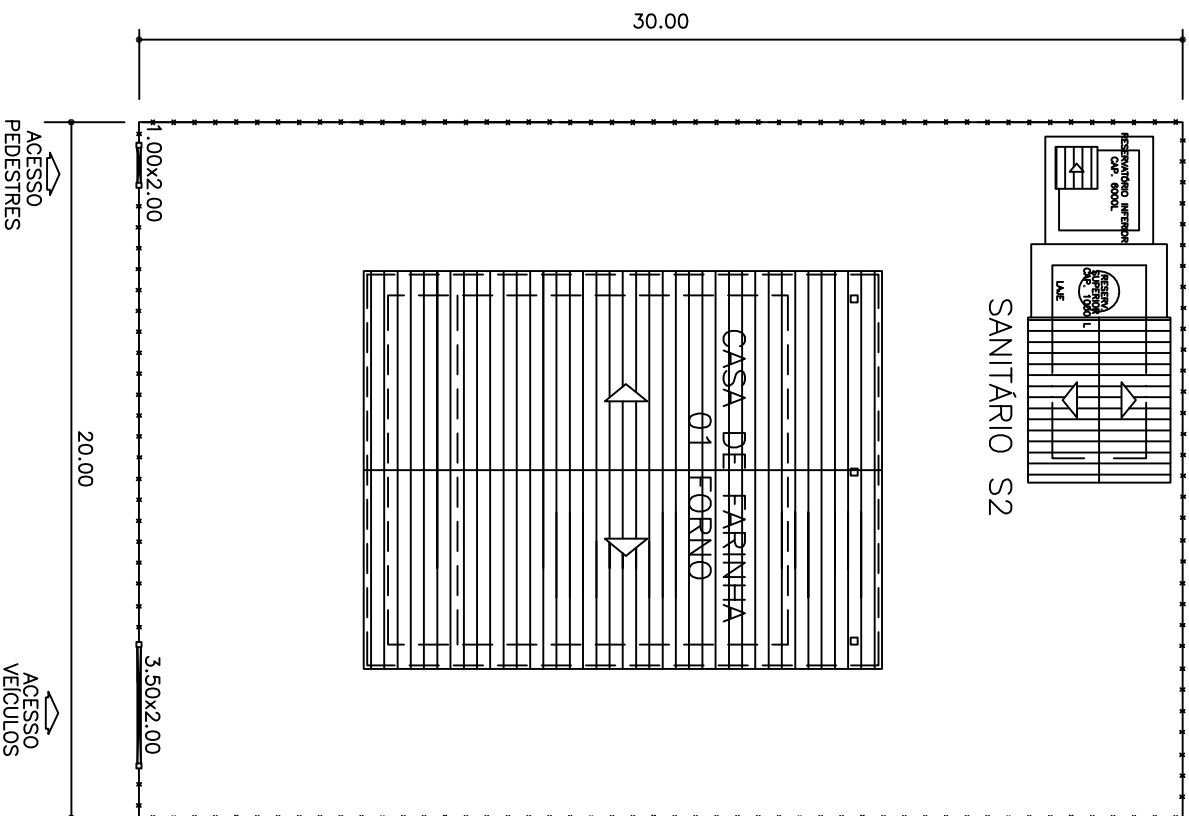 30.00
ACESSO
PEDESTRES
1.00x2.00
RESERVATÓRIO INFERIOR
CAP. 6000L
RESERV.
SUPERIOR
CAP. 1000 L
LAJE
SANITÁRIO S2
CASA DE FARINHA
01 FORNO
20.00
3.50x2.00
ACESSO
VEÍCULOS